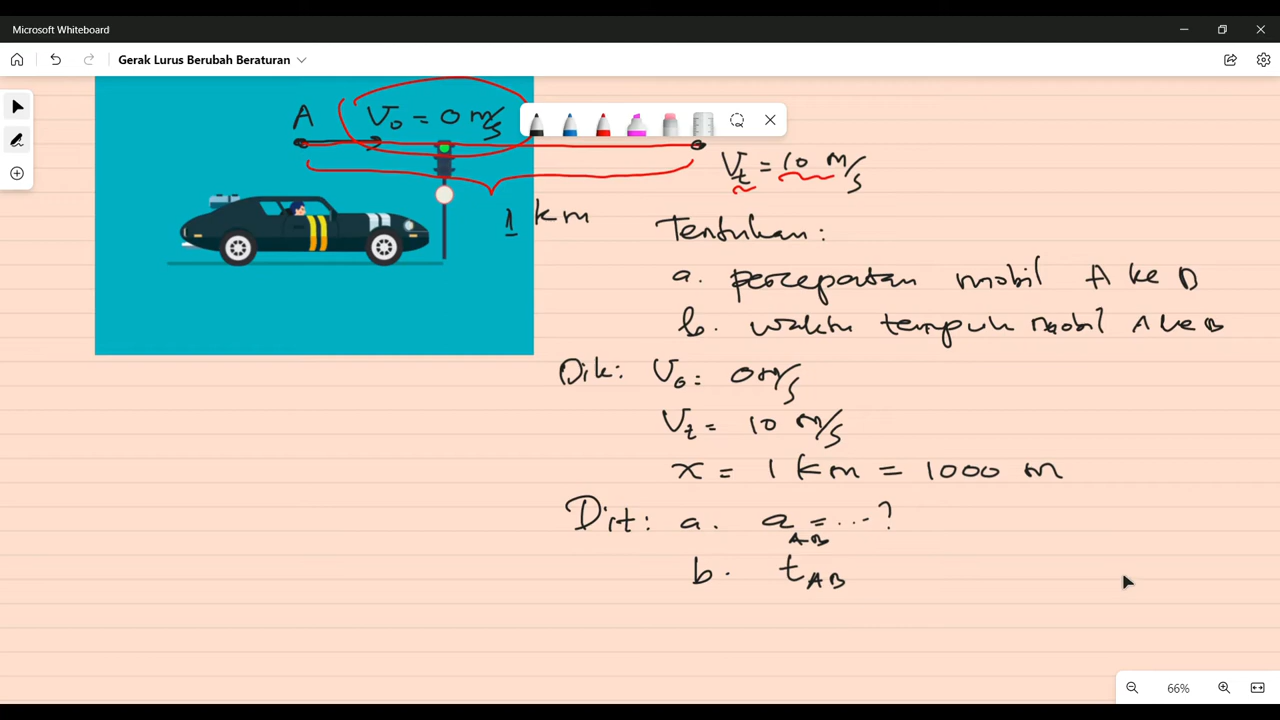 Microsoft Whiteboard
Gerak Lurus Berubah Beraturan
A V₀ = 0 m/s
Vₜ = 10 m/s
1 km
Tentukan:
a. percepatan mobil A ke B
b. waktu tempuh mobil A ke B
Dik: V₀ = 0 m/s
Vₜ = 10 m/s
x = 1 km = 1000 m
Dit: a. a_AB = ...?
b. t_AB
66%